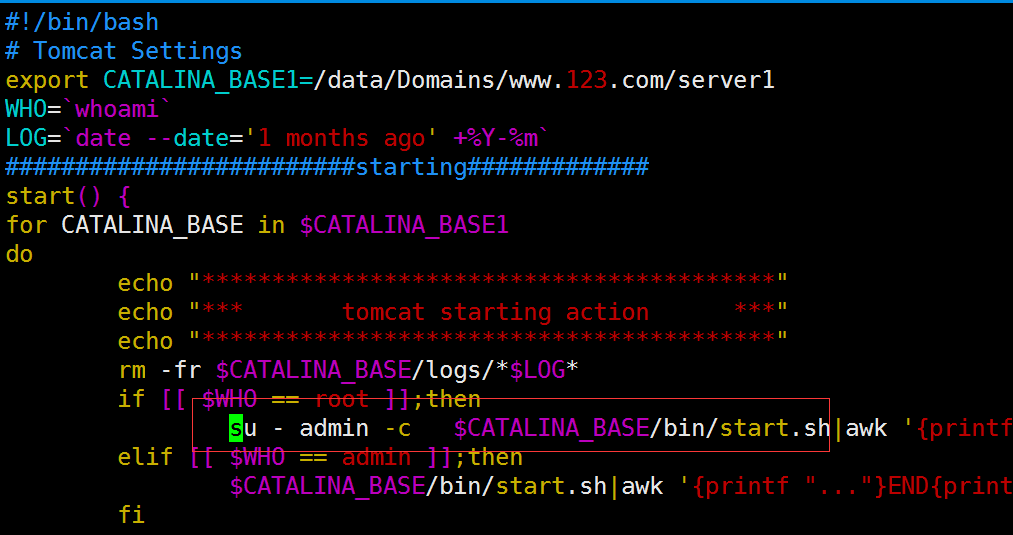 #!/bin/bash
# Tomcat Settings
export CATALINA_BASE1=/data/Domains/www.123.com/server1
WHO=`whoami`
LOG=`date --date='1 months ago' +%Y-%m`
#########################starting#############
start() {
for CATALINA_BASE in $CATALINA_BASE1
do
        echo "*****************************************"
        echo "***       tomcat starting action      ***"
        echo "*****************************************"
        rm -fr $CATALINA_BASE/logs/*$LOG*
        if [[ $WHO == root ]];then
                su - admin -c   $CATALINA_BASE/bin/start.sh|awk '{printf
        elif [[ $WHO == admin ]];then
                $CATALINA_BASE/bin/start.sh|awk '{printf "..."}END{print
        fi